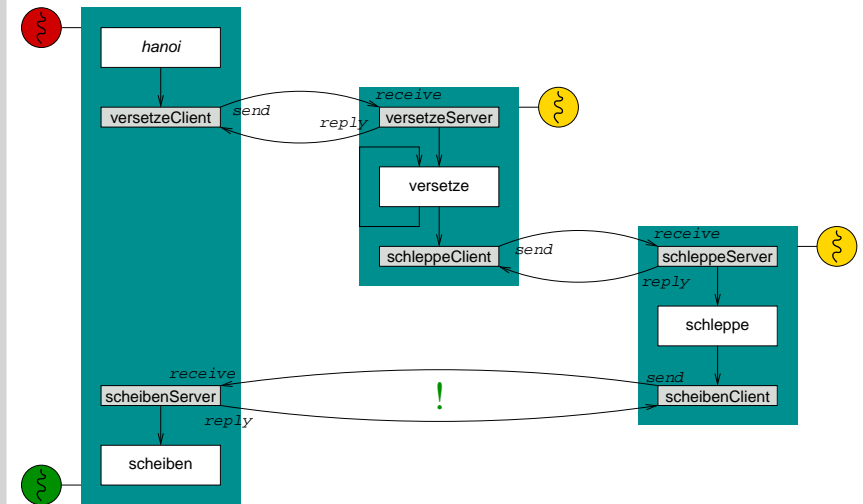 hanoi
versetzeClient
send
receive
reply
versetzeServer
versetze
schleppeClient
send
receive
schleppeServer
reply
schleppe
send
scheibenClient
receive
scheibenServer
reply
!
scheiben